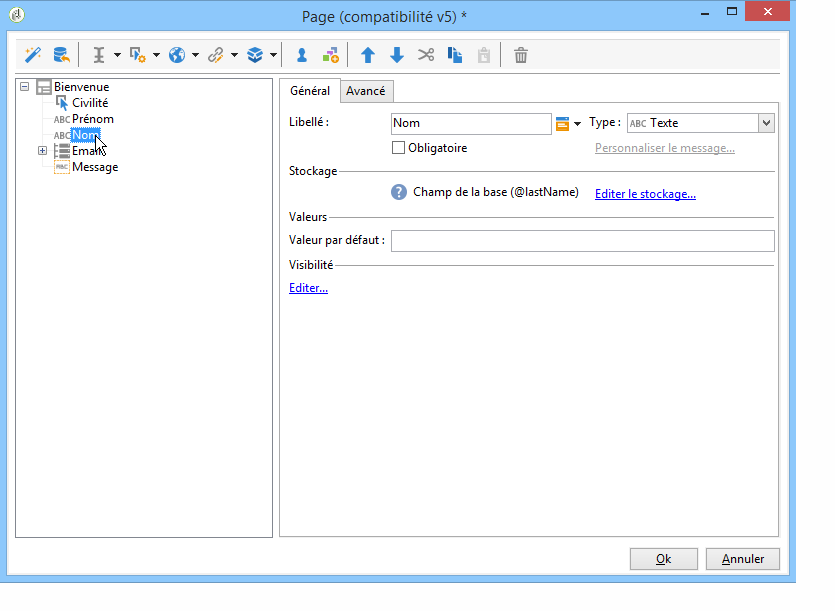 Page (compatibilité v5) *
Bienvenue
Civilité
ABC Prénom
ABC Nom
Email
Message
Général Avancé
Libellé : Nom Type : ABC Texte
Obligatoire Personnaliser le message...
Stockage
? Champ de la base (@lastName) Editer le stockage...
Valeurs
Valeur par défaut :
Visibilité
Editer...
Ok Annuler